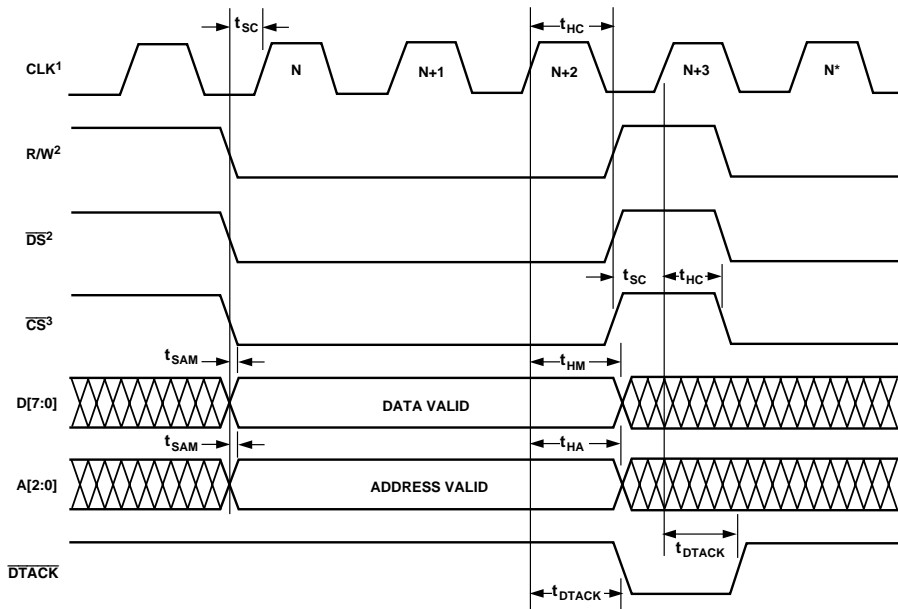 tSC
tHC
CLK1
N
N+1
N+2
N+3
N*
R/W2
DS2
tSC
tHC
CS3
tSAM
tHM
D[7:0]
DATA VALID
tSAM
tHA
A[2:0]
ADDRESS VALID
tDTACK
DTACK
tDTACK